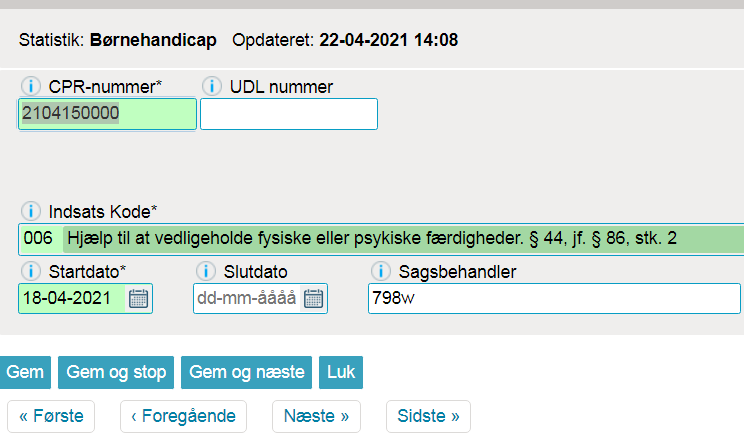 Statistik: Børnehandicap Opdateret: 22-04-2021 14:08
CPR-nummer* UDL nummer
2104150000
Indsats Kode*
006 Hjælp til at vedligeholde fysiske eller psykiske færdigheder. § 44, jf. § 86, stk. 2
Startdato* Slutdato Sagsbehandler
18-04-2021 dd-mm-åååå 798w
Gem Gem og stop Gem og næste Luk
« Første ‹ Foregående Næste » Sidste »